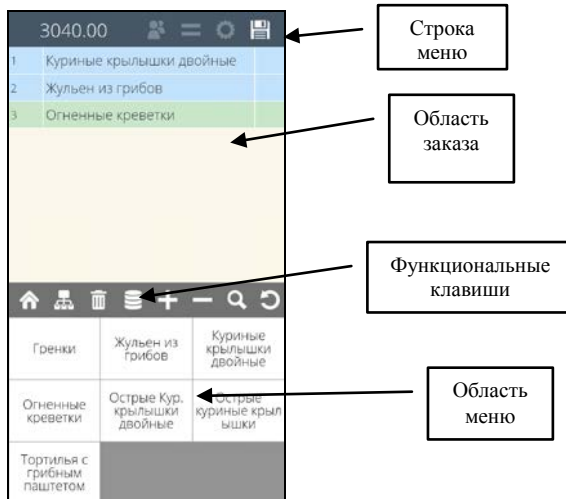 3040.00
1 Куриные крылышки двойные
2 Жульен из грибов
3 Огненные креветки
Гренки
Жульен из
грибов
Куриные
крылышки
двойные
Огненные
креветки
Острые Кур.
крылышки
двойные
Острые
куриные крыл
ышки
Тортилья с
грибным
паштетом
Строка
меню
Область
заказа
Функциональные
клавиши
Область
меню